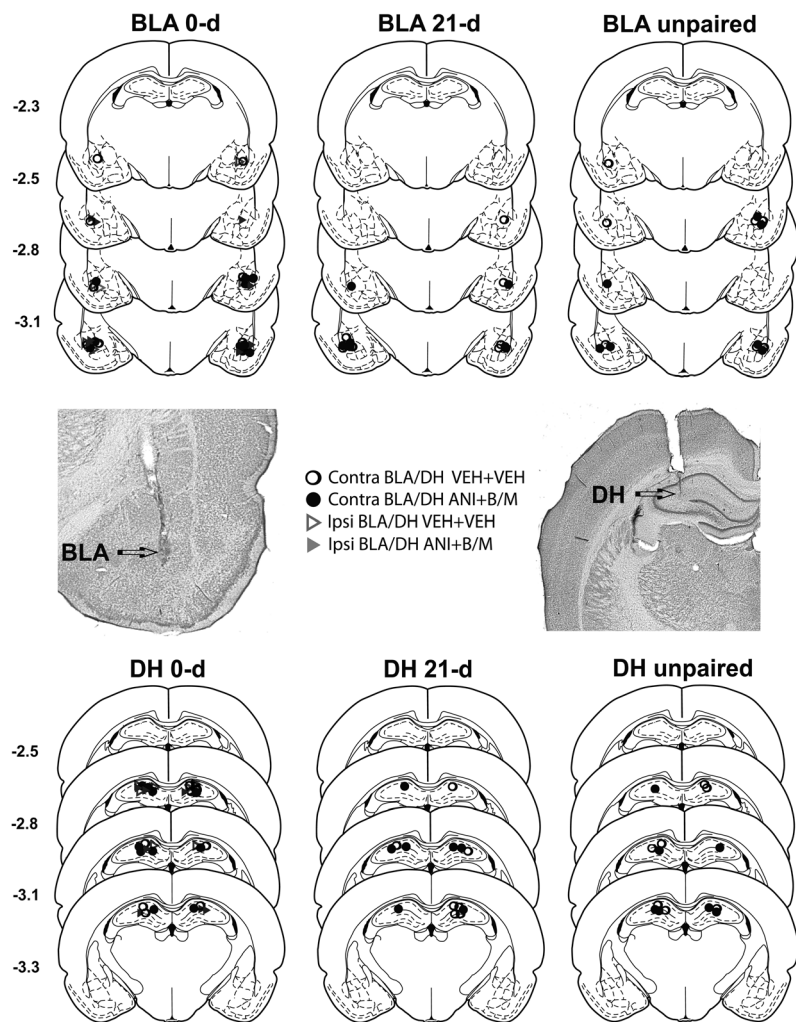 BLA 0-d
BLA 21-d
BLA unpaired
-2.3
-2.5
-2.8
-3.1
BLA
Contra BLA/DH VEH+VEH
Contra BLA/DH ANI+B/M
Ipsi BLA/DH VEH+VEH
Ipsi BLA/DH ANI+B/M
DH
DH 0-d
DH 21-d
DH unpaired
-2.5
-2.8
-3.1
-3.3